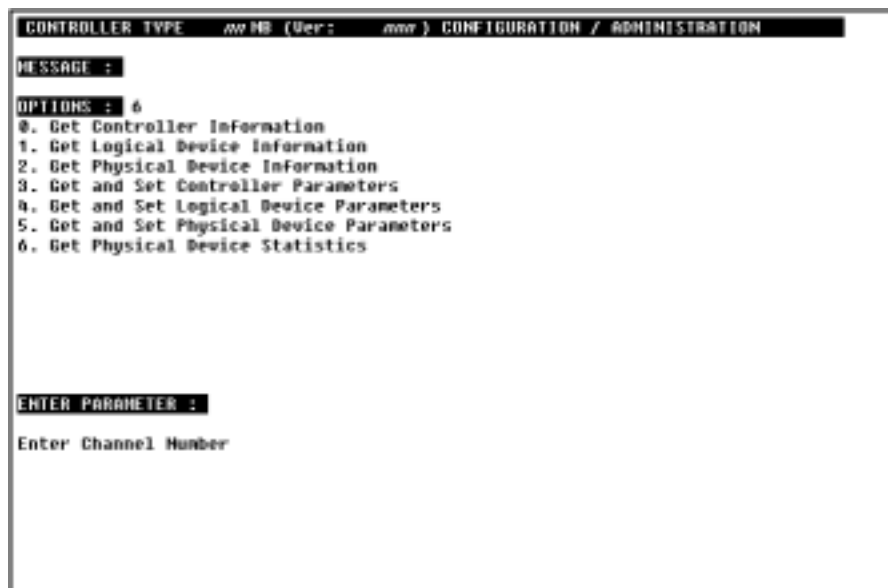 CONTROLLER TYPE nn MB (Ver: nnn ) CONFIGURATION / ADMINISTRATION
MESSAGE :
OPTIONS : 6
0. Get Controller Information
1. Get Logical Device Information
2. Get Physical Device Information
3. Get and Set Controller Parameters
4. Get and Set Logical Device Parameters
5. Get and Set Physical Device Parameters
6. Get Physical Device Statistics
ENTER PARAMETER :
Enter Channel Number